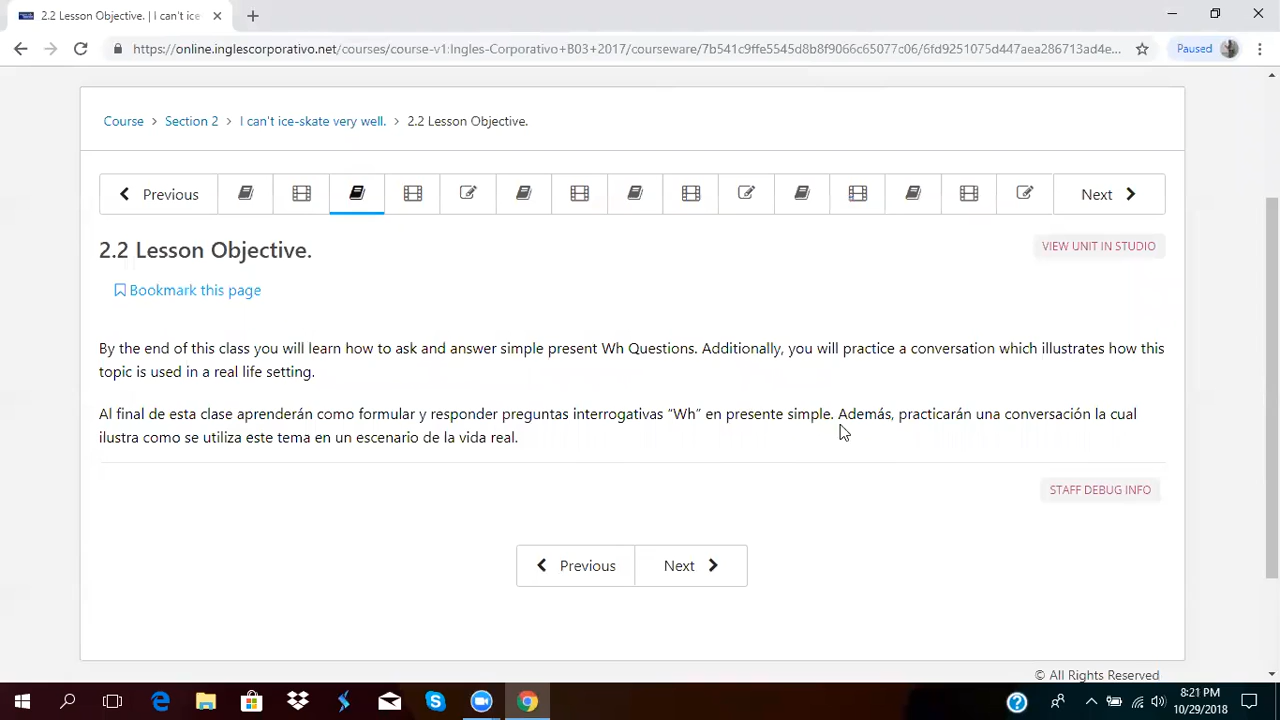 2.2 Lesson Objective. | I can't ice
https://online.inglescorporativo.net/courses/course-v1:Ingles-Corporativo+B03+2017/courseware/7b541c9ffe5545d8b8f9066c65077c06/6fd9251075d447aea286713ad4e...
Paused
Course > Section 2 > I can't ice-skate very well. > 2.2 Lesson Objective.
Previous
Next
2.2 Lesson Objective.
VIEW UNIT IN STUDIO
Bookmark this page
By the end of this class you will learn how to ask and answer simple present Wh Questions. Additionally, you will practice a conversation which illustrates how this
topic is used in a real life setting.
Al final de esta clase aprenderán como formular y responder preguntas interrogativas “Wh” en presente simple. Además, practicarán una conversación la cual
ilustra como se utiliza este tema en un escenario de la vida real.
STAFF DEBUG INFO
Previous
Next
© All Rights Reserved
8:21 PM
10/29/2018